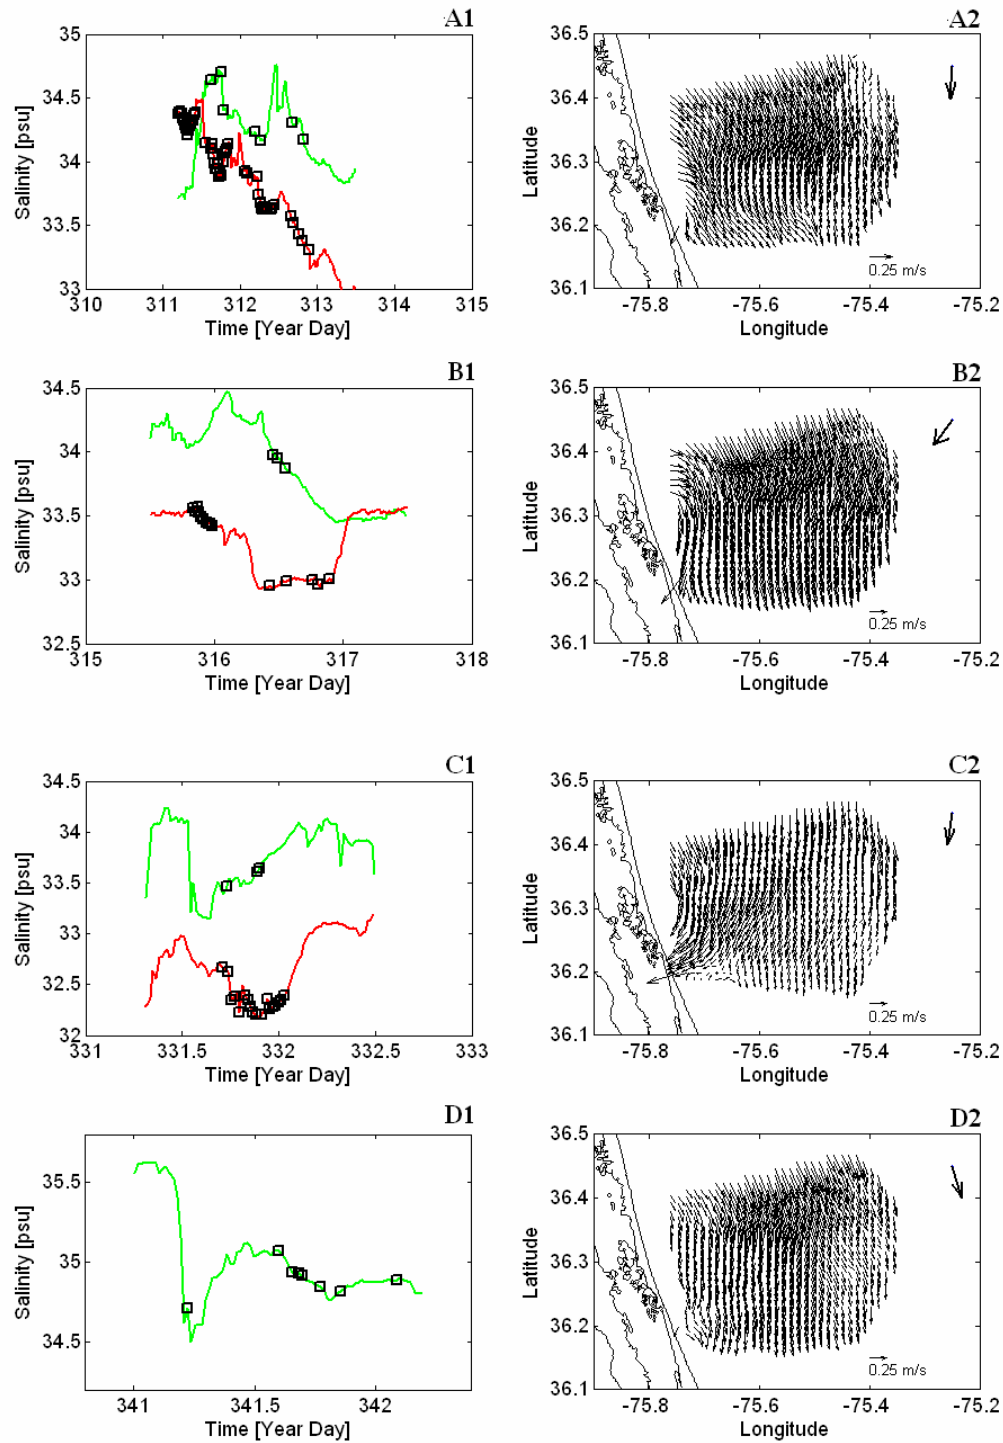 A1
35
34.5
34
33.5
33
Salinity [psu]
310 311 312 313 314 315
Time [Year Day]
A2
36.5
36.4
36.3
36.2
36.1
Latitude
0.25 m/s
-75.8 -75.6 -75.4 -75.2
Longitude
B1
34.5
34
33.5
33
32.5
Salinity [psu]
315 316 317 318
Time [Year Day]
B2
36.5
36.4
36.3
36.2
36.1
Latitude
0.25 m/s
-75.8 -75.6 -75.4 -75.2
Longitude
C1
34.5
34
33.5
33
32.5
32
Salinity [psu]
331 331.5 332 332.5 333
Time [Year Day]
C2
36.5
36.4
36.3
36.2
36.1
Latitude
0.25 m/s
-75.8 -75.6 -75.4 -75.2
Longitude
D1
35.5
35
34.5
Salinity [psu]
341 341.5 342
Time [Year Day]
D2
36.5
36.4
36.3
36.2
36.1
Latitude
0.25 m/s
-75.8 -75.6 -75.4 -75.2
Longitude